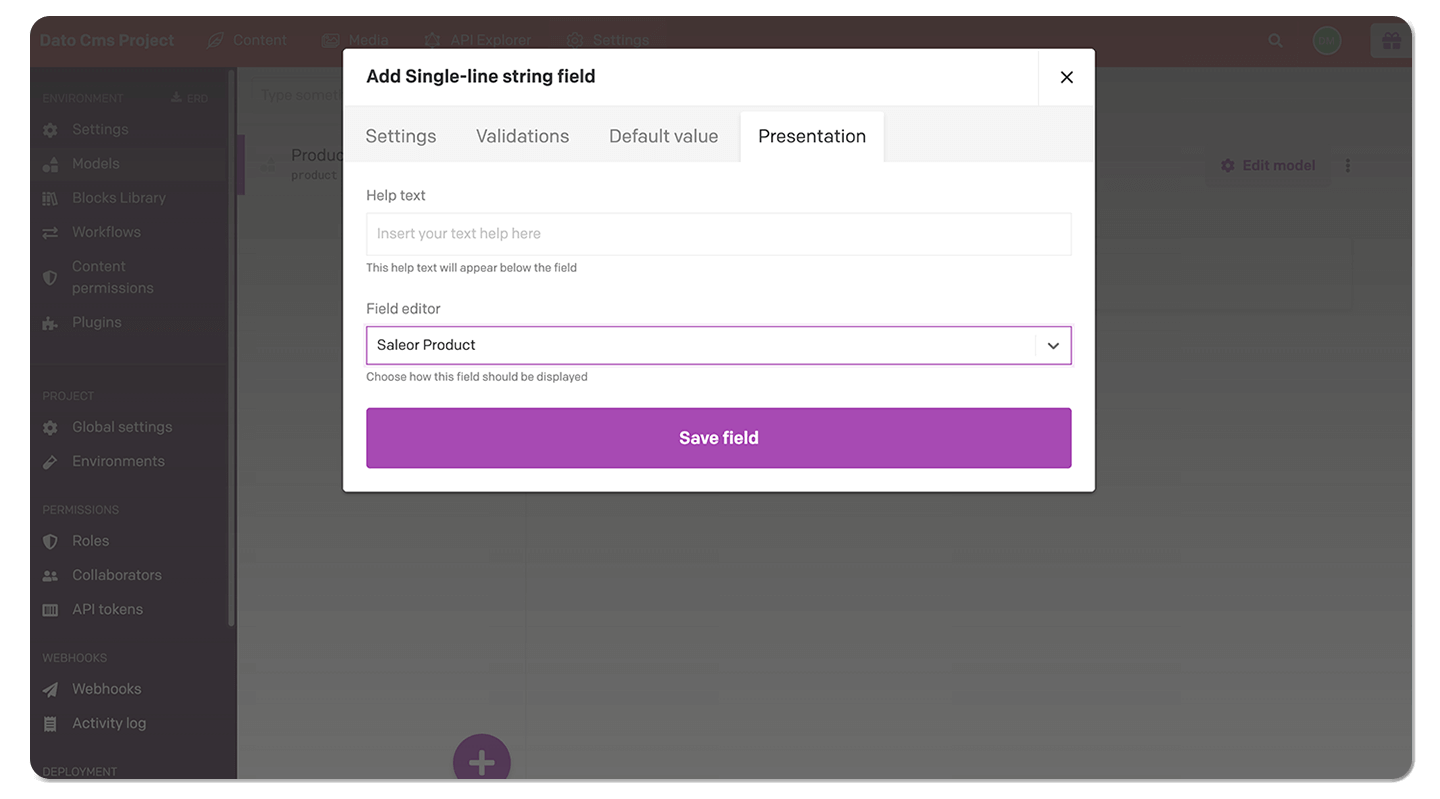 Dato Cms Project
Content
Media
API Explorer
Settings
ENVIRONMENT
ERD
Settings
Models
Blocks Library
Workflows
Content
permissions
Plugins
PROJECT
Global settings
Environments
PERMISSIONS
Roles
Collaborators
API tokens
WEBHOOKS
Webhooks
Activity log
DEPLOYMENT
Type
product
Edit model
Add Single-line string field
Settings
Validations
Default value
Presentation
Help text
Insert your text help here
This help text will appear below the field
Field editor
Saleor Product
Choose how this field should be displayed
Save field